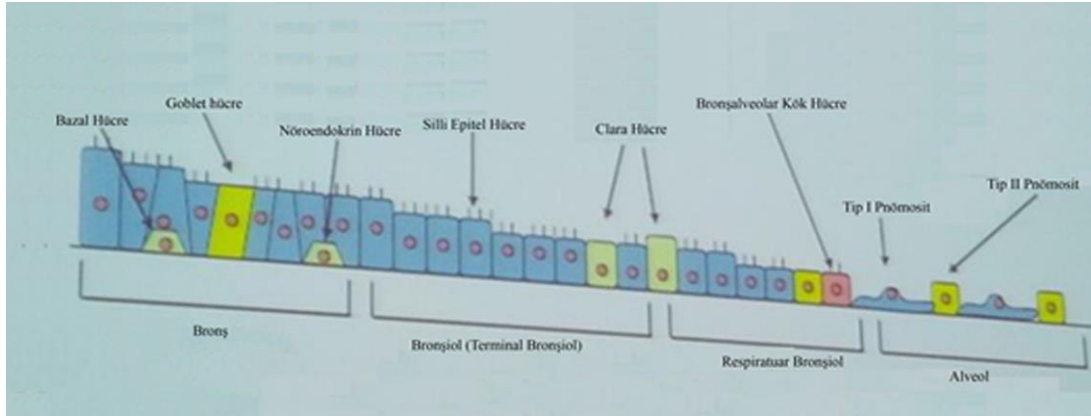 Goblet hücre
Bazal Hücre
Nöroendokrin Hücre
Silli Epitel Hücre
Clara Hücre
Bronşalveolar Kök Hücre
Tip I Pnömosit
Tip II Pnömosit
Bronş
Bronşiol (Terminal Bronşiol)
Respiratuar Bronşiol
Alveol